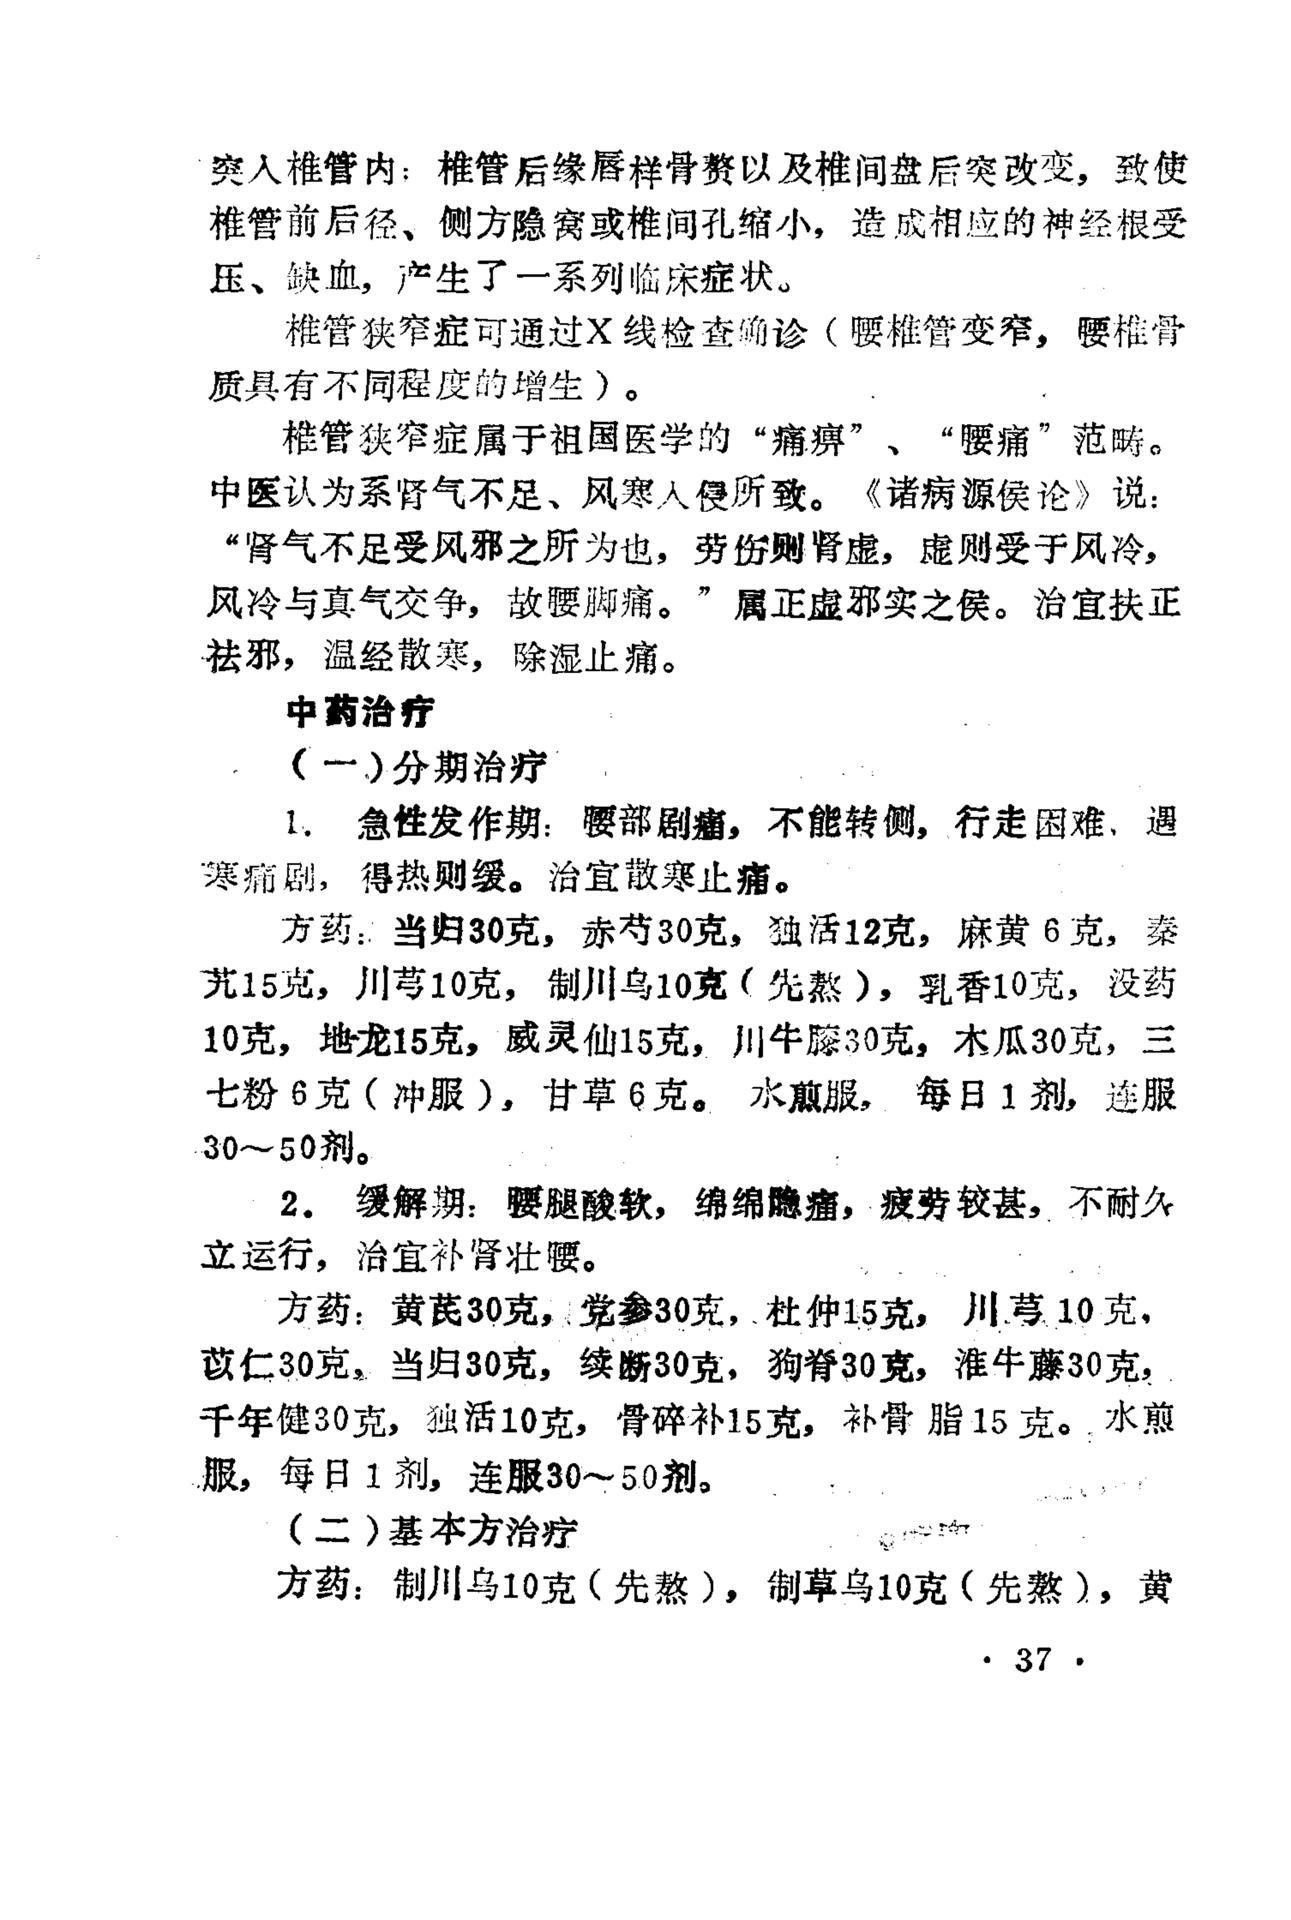 突入椎管内：椎管后缘唇样骨赘以及椎间盘后突改变，致使
椎管前后径、侧方隐窝或椎间孔缩小，造成相应的神经根受
压、缺血，产生了一系列临床症状。
椎管狭窄症可通过X线检查确诊（腰椎管变窄，腰椎骨
质具有不同程度的增生）。
椎管狭窄症属于祖国医学的“痛痹”、“腰痛”范畴。
中医认为系肾气不足、风寒入侵所致。《诸病源侯论》说：
“肾气不足受风邪之所为也，劳伤则肾虚，虚则受于风冷，
风冷与真气交争，故腰脚痛。”属正虚邪实之侯。治宜扶正
祛邪，温经散寒，除湿止痛。
中药治疗
（一）分期治疗
1．急性发作期：腰部剧痛，不能转侧，行走困难、遇
寒痛剧，得热则缓。治宜散寒止痛。
方药：当归30克，赤芍30克，独活12克，麻黄6克，秦
艽15克，川芎10克，制川乌10克（先熬），乳香10克，没药
10克，地龙15克，威灵仙15克，川牛藤30克，木瓜30克，三
七粉6克（冲服），甘草6克。水煎服，每日1剂，连服
30～50剂。
2．缓解期：腰腿酸软，绵绵隐痛，疲劳较甚，不耐久
立运行，治宜补肾壮腰。
方药：黄芪30克，党参30克，杜仲15克，川芎10克，
苡仁30克，当归30克，续断30克，狗脊30克，淮牛藤30克，
千年健30克，独活10克，骨碎补15克，补骨脂15克。水煎
服，每日1剂，连服30～50剂。
（二）基本方治疗
方药：制川乌10克（先熬），制草乌10克（先熬），黄
·37·